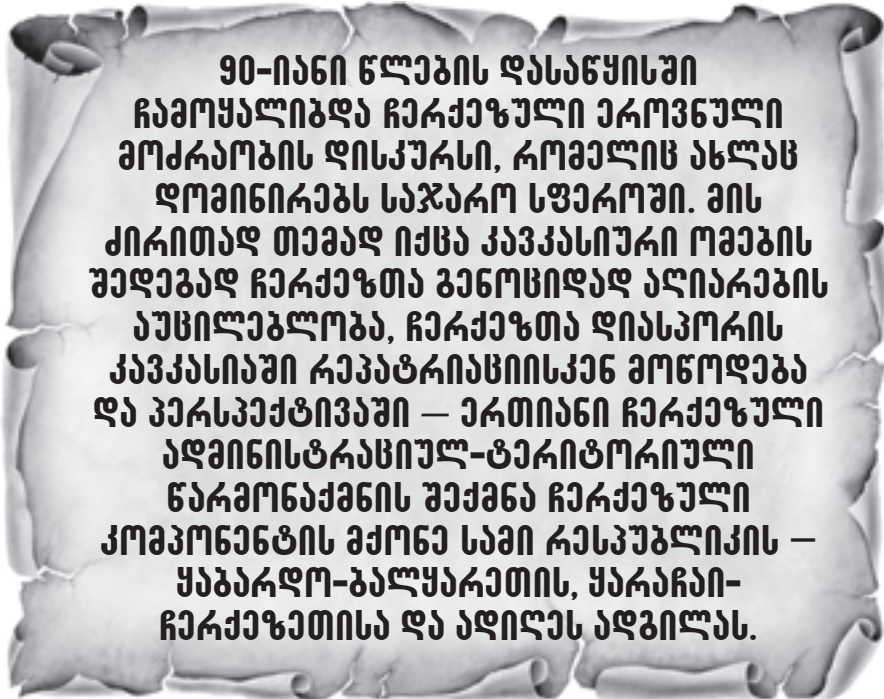 90-იანი წლების დასაწყისში
ჩამოყალიბდა ჩერქეზული ეროვნული
მოძრაობის დისკურსი, რომელიც ახლაც
დომინირებს საჯარო სფეროში. მის
ძირითად თემად იქცა კავკასიური ომების
შედეგად ჩერქეზთა გენოციდად აღიარების
აუცილებლობა, ჩერქეზთა დიასპორის
კავკასიაში რეპატრიაციისკენ მოწოდება
და პერსპექტივაში — ერთიანი ჩერქეზული
ადმინისტრაციულ-ტერიტორიული
წარმონაქმნის შექმნა ჩერქეზული
კომპონენტის მქონე სამი რესპუბლიკის —
ყაბარდო-ბალყარეთის, ყარაჩაი-
ჩერქეზეთისა და ადიღეს ადგილას.